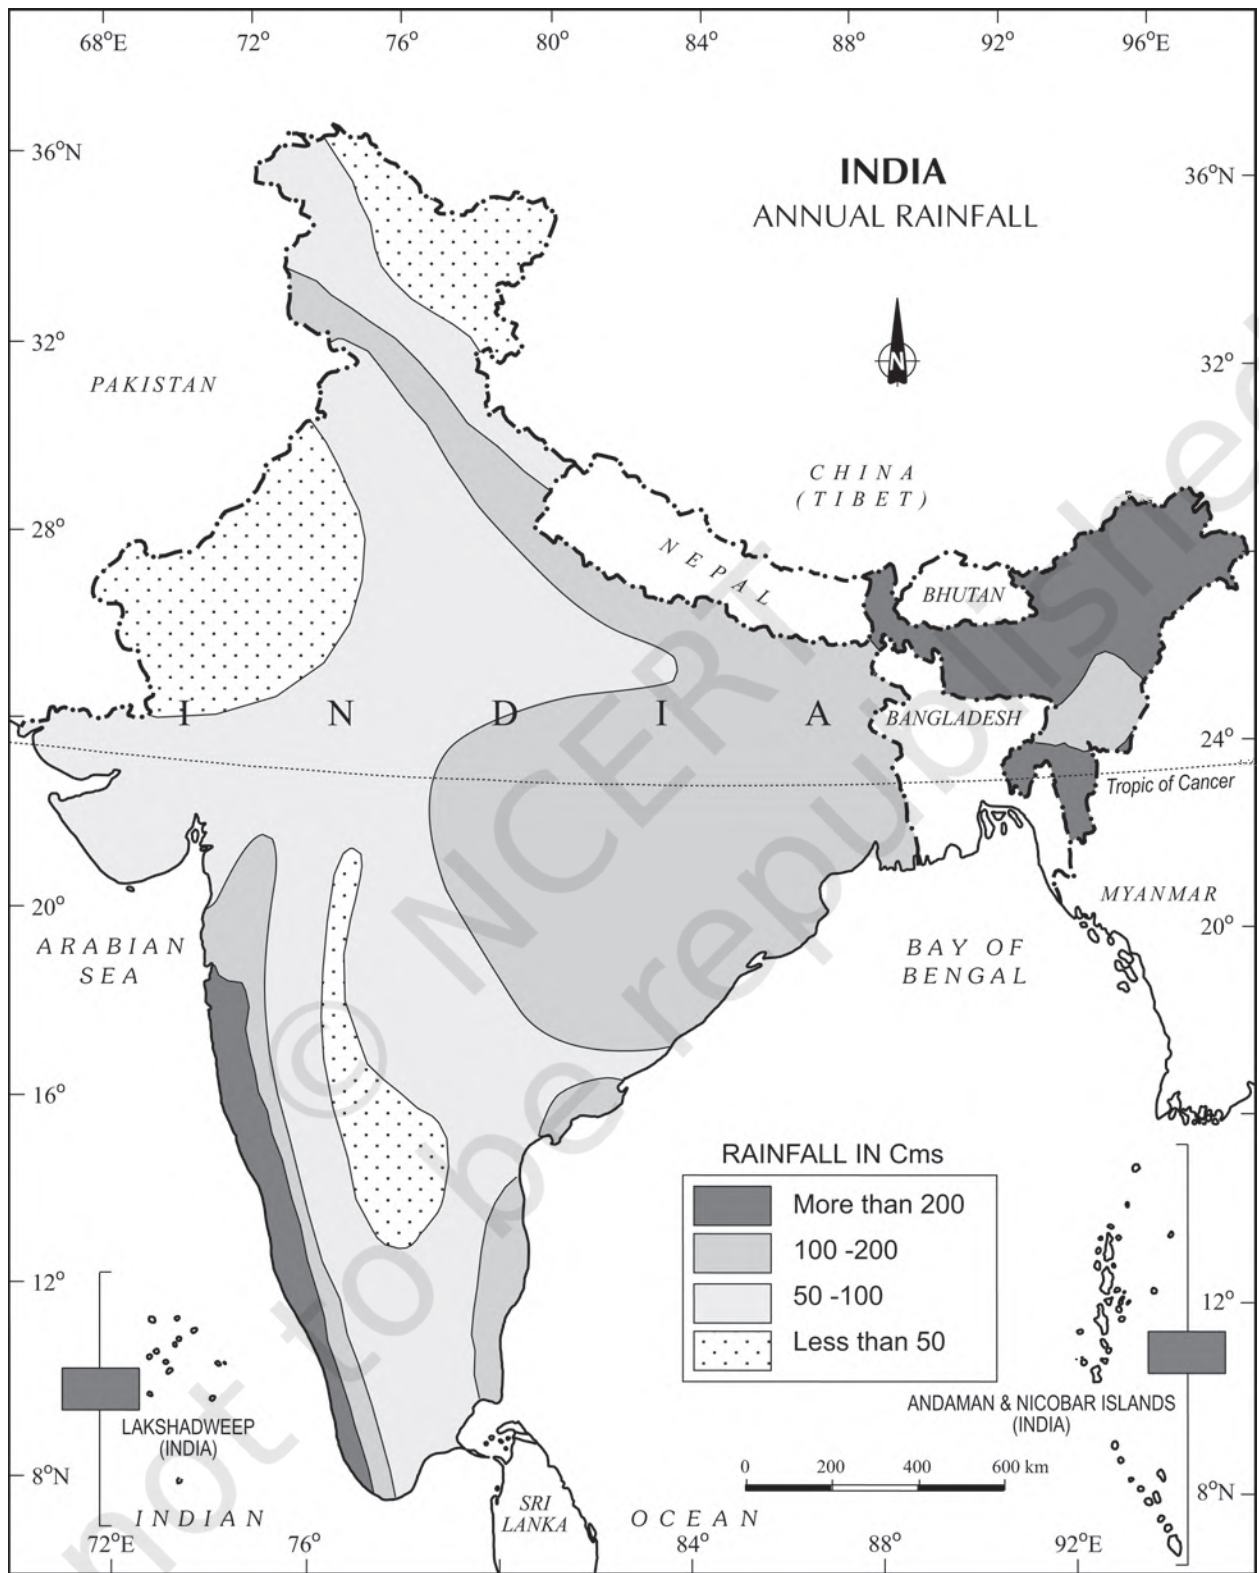 68°E 72° 76° 80° 84° 88° 92° 96°E
36°N
INDIA
ANNUAL RAINFALL
36°N
N
32°
32°
PAKISTAN
CHINA
(TIBET)
28°
NEPAL
BHUTAN
INDIA
BANGLADESH
24°
Tropic of Cancer
20°
MYANMAR
20°
ARABIAN
SEA
BAY OF
BENGAL
16°
RAINFALL IN Cms
More than 200
100 -200
50 -100
Less than 50
12°
12°
LAKSHADWEEP
(INDIA)
ANDAMAN & NICOBAR ISLANDS
(INDIA)
0 200 400 600 km
8°N
8°N
SRI
LANKA
INDIAN OCEAN
72°E 76° 84° 88° 92°E
© NCERT
not to be republished